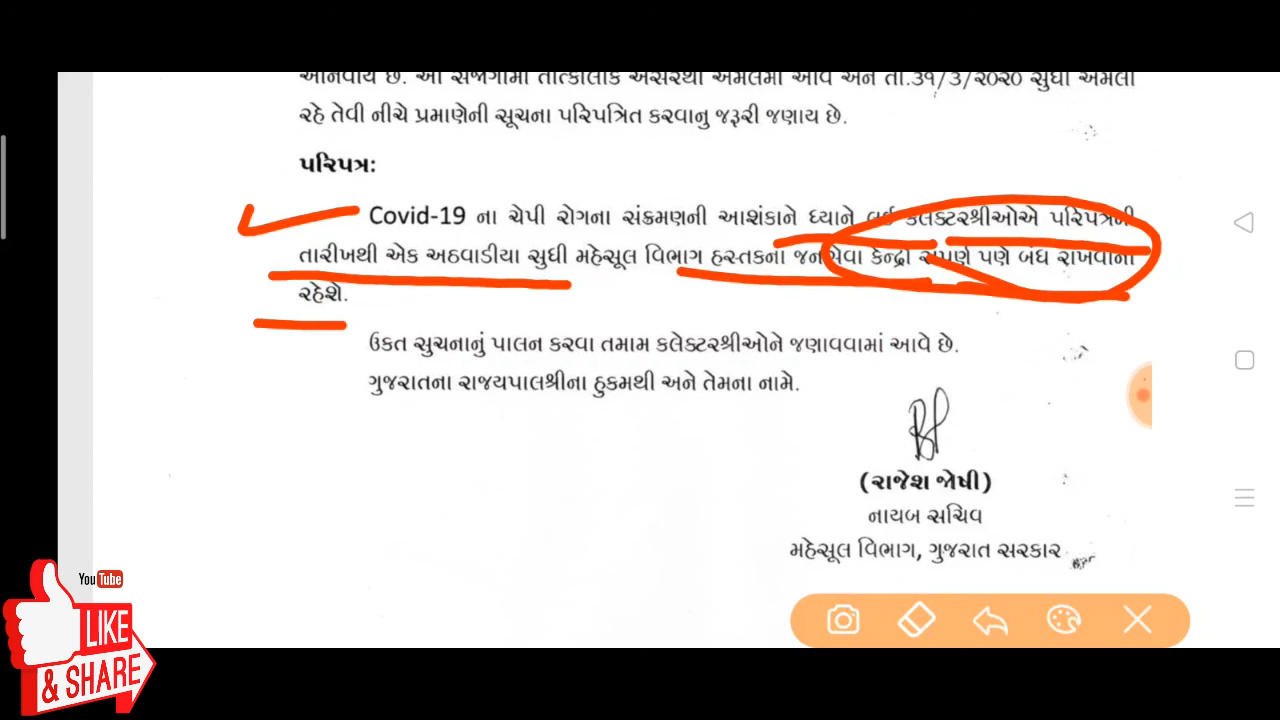 અનિવાર્ય છે. આ સંજોગોમાં તાત્કાલિક અસરથી અમલમાં આવે અને તા.૩૧/૩/૨૦૨૦ સુધી અમલી
રહે તેવી નીચે પ્રમાણેની સૂચના પરિપત્રિત કરવાનુ જરૂરી જણાય છે.
પરિપત્ર:
Covid-19 ના ચેપી રોગના સંક્રમણની આશંકાને ધ્યાને લઈ કલેક્ટરશ્રીઓએ પરિપત્રની
તારીખથી એક અઠવાડીયા સુધી મહેસૂલ વિભાગ હસ્તકના જન સેવા કેન્દ્રો સંપૂર્ણ પણે બંધ રાખવાના
રહેશે.
ઉકત સુચનાનું પાલન કરવા તમામ કલેક્ટરશ્રીઓને જણાવવામાં આવે છે.
ગુજરાતના રાજ્યપાલશ્રીના હુકમથી અને તેમના નામે.
(રાજેશ જોષી)
નાયબ સચિવ
મહેસૂલ વિભાગ, ગુજરાત સરકાર
YouTube
LIKE
& SHARE